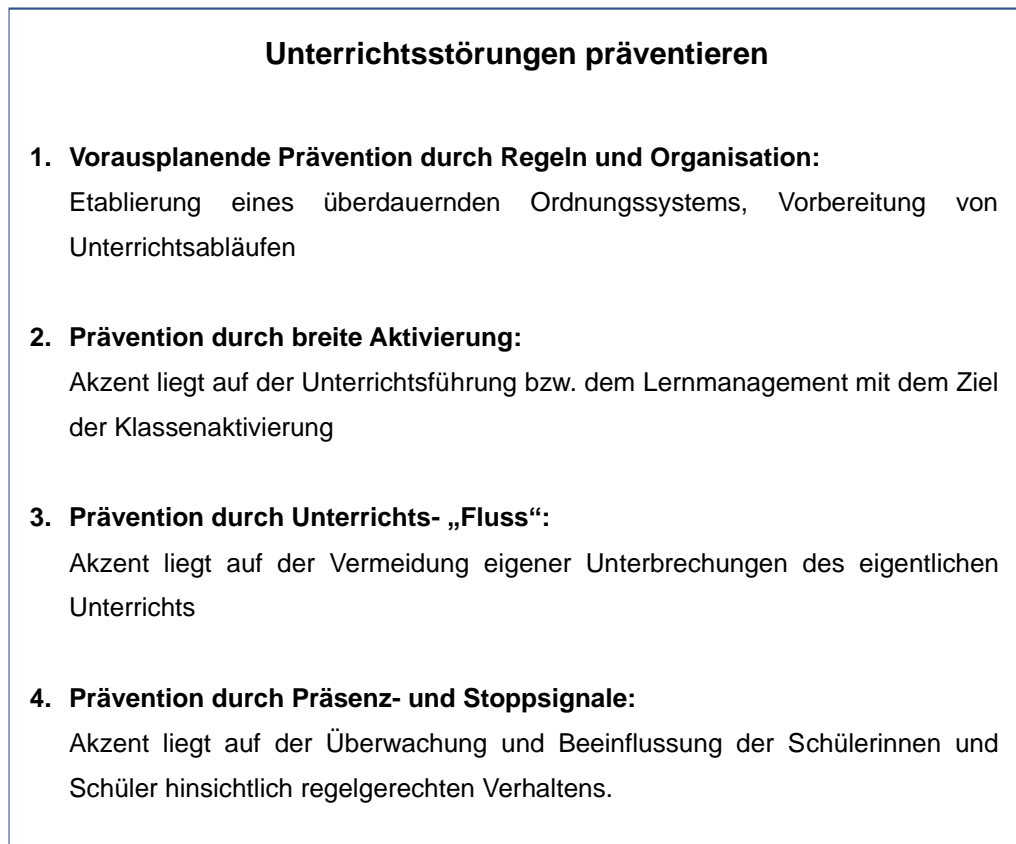 Unterrichtsstörungen präventieren
1. Vorausplanende Prävention durch Regeln und Organisation:
Etablierung eines überdauernden Ordnungssystems, Vorbereitung von
Unterrichtsabläufen
2. Prävention durch breite Aktivierung:
Akzent liegt auf der Unterrichtsführung bzw. dem Lernmanagement mit dem Ziel
der Klassenaktivierung
3. Prävention durch Unterrichts- „Fluss“:
Akzent liegt auf der Vermeidung eigener Unterbrechungen des eigentlichen
Unterrichts
4. Prävention durch Präsenz- und Stoppsignale:
Akzent liegt auf der Überwachung und Beeinflussung der Schülerinnen und
Schüler hinsichtlich regelgerechten Verhaltens.